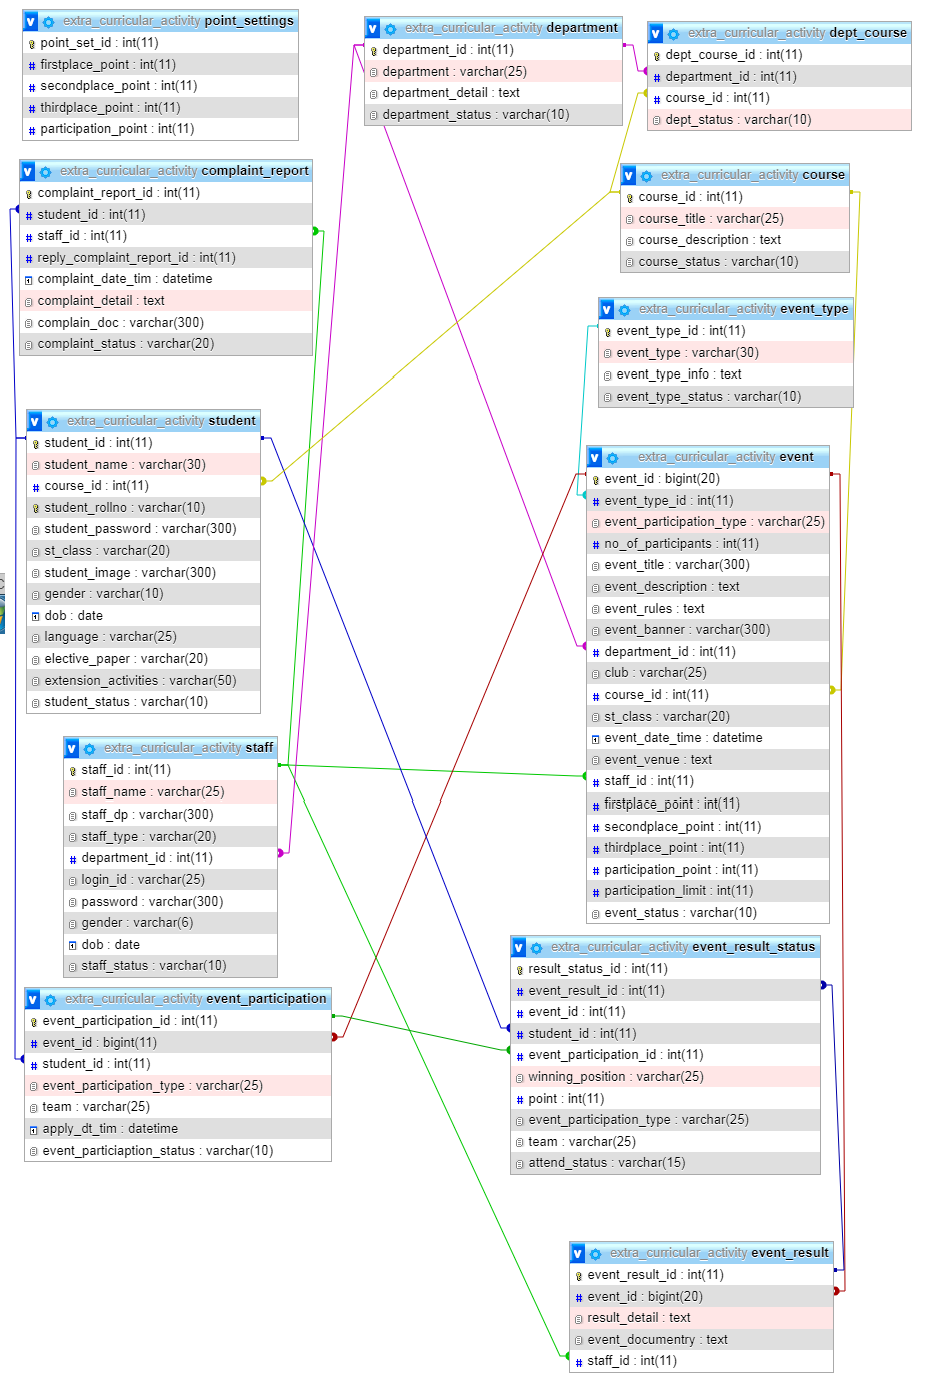 extra_curricular_activity point_settings
point_set_id : int(11)
firstplace_point : int(11)
secondplace_point : int(11)
thirdplace_point : int(11)
participation_point : int(11)
extra_curricular_activity department
department_id : int(11)
department : varchar(25)
department_detail : text
department_status : varchar(10)
extra_curricular_activity dept_course
dept_course_id : int(11)
department_id : int(11)
course_id : int(11)
dept_status : varchar(10)
extra_curricular_activity complaint_report
complaint_report_id : int(11)
student_id : int(11)
staff_id : int(11)
reply_complaint_report_id : int(11)
complaint_date_tim : datetime
complaint_detail : text
complain_doc : varchar(300)
complaint_status : varchar(20)
extra_curricular_activity course
course_id : int(11)
course_title : varchar(25)
course_description : text
course_status : varchar(10)
extra_curricular_activity event_type
event_type_id : int(11)
event_type : varchar(30)
event_type_info : text
event_type_status : varchar(10)
extra_curricular_activity student
student_id : int(11)
student_name : varchar(30)
course_id : int(11)
student_rollno : varchar(10)
student_password : varchar(300)
st_class : varchar(20)
student_image : varchar(300)
gender : varchar(10)
dob : date
language : varchar(25)
elective_paper : varchar(20)
extension_activities : varchar(50)
student_status : varchar(10)
extra_curricular_activity event
event_id : bigint(20)
event_type_id : int(11)
event_participation_type : varchar(25)
no_of_participants : int(11)
event_title : varchar(300)
event_description : text
event_rules : text
event_banner : varchar(300)
department_id : int(11)
club : varchar(25)
course_id : int(11)
st_class : varchar(20)
event_date_time : datetime
event_venue : text
staff_id : int(11)
firstplace_point : int(11)
secondplace_point : int(11)
thirdplace_point : int(11)
participation_point : int(11)
participation_limit : int(11)
event_status : varchar(10)
extra_curricular_activity staff
staff_id : int(11)
staff_name : varchar(25)
staff_dp : varchar(300)
staff_type : varchar(20)
department_id : int(11)
login_id : varchar(25)
password : varchar(300)
gender : varchar(6)
dob : date
staff_status : varchar(10)
extra_curricular_activity event_result_status
result_status_id : int(11)
event_result_id : int(11)
event_id : int(11)
student_id : int(11)
event_participation_id : int(11)
winning_position : varchar(25)
point : int(11)
event_participation_type : varchar(25)
team : varchar(25)
attend_status : varchar(15)
extra_curricular_activity event_participation
event_participation_id : int(11)
event_id : bigint(11)
student_id : int(11)
event_participation_type : varchar(25)
team : varchar(25)
apply_dt_tim : datetime
event_particiaption_status : varchar(10)
extra_curricular_activity event_result
event_result_id : int(11)
event_id : bigint(20)
result_detail : text
event_documentry : text
staff_id : int(11)